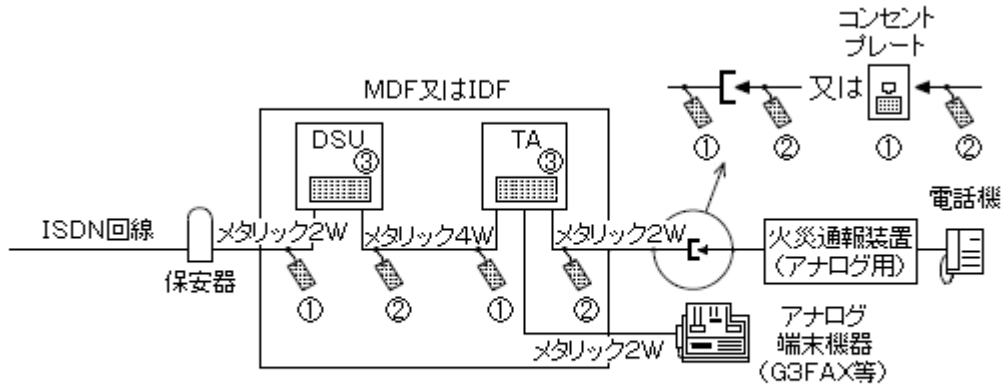 コンセント
プレート
又は
① ② ① ②
MDF又はIDF
DSU
③
TA
③
ISDN回線
保安器
メタリック2W
メタリック4W
メタリック2W
① ② ① ②
火災通報装置
(アナログ用)
電話機
メタリック2W
アナログ
端末機器
(G3FAX等)